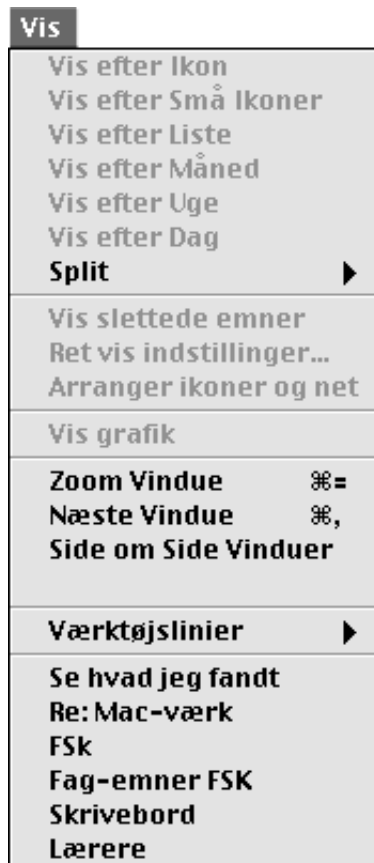 Vis
Vis efter Ikon
Vis efter Små Ikoner
Vis efter Liste
Vis efter Måned
Vis efter Uge
Vis efter Dag
Split
Vis slettede emner
Ret vis indstillinger...
Arranger ikoner og net
Vis grafik
Zoom Vindue ⌘=
Næste Vindue ⌘,
Side om Side Vinduer
Værktøjslinier
Se hvad jeg fandt
Re: Mac-værk
FSk
Fag-emner FSK
Skrivebord
Lærere